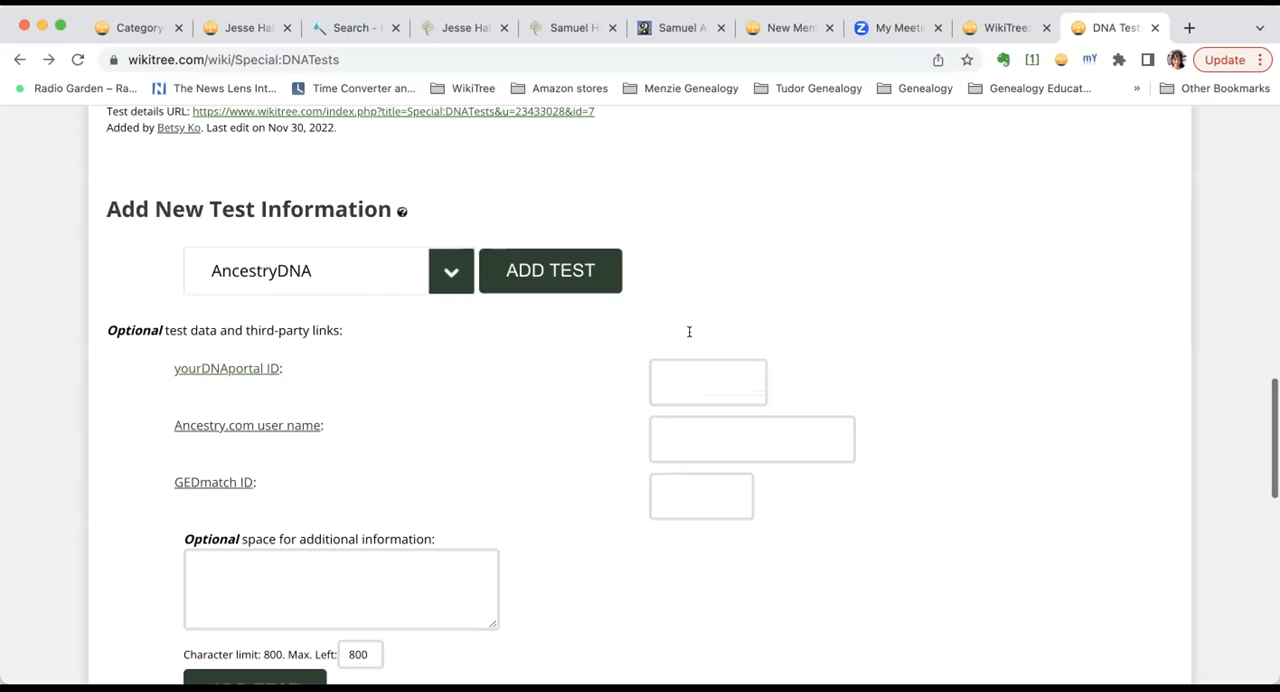 Category Jesse Hal Search - Jesse Hal Samuel H Samuel A New Mem My Meeti WikiTree: DNA Test
wikitree.com/wiki/Special:DNATests [1] mY Update
Radio Garden – Ra... The News Lens Int... Time Converter an... WikiTree Amazon stores Menzie Genealogy Tudor Genealogy Genealogy Genealogy Educat... » Other Bookmarks
Test details URL: https://www.wikitree.com/index.php?title=Special:DNATests&u=23433028&id=7
Added by Betsy Ko. Last edit on Nov 30, 2022.
Add New Test Information ?
AncestryDNA ADD TEST
Optional test data and third-party links:
yourDNAportal ID:
Ancestry.com user name:
GEDmatch ID:
Optional space for additional information:
Character limit: 800. Max. Left: 800